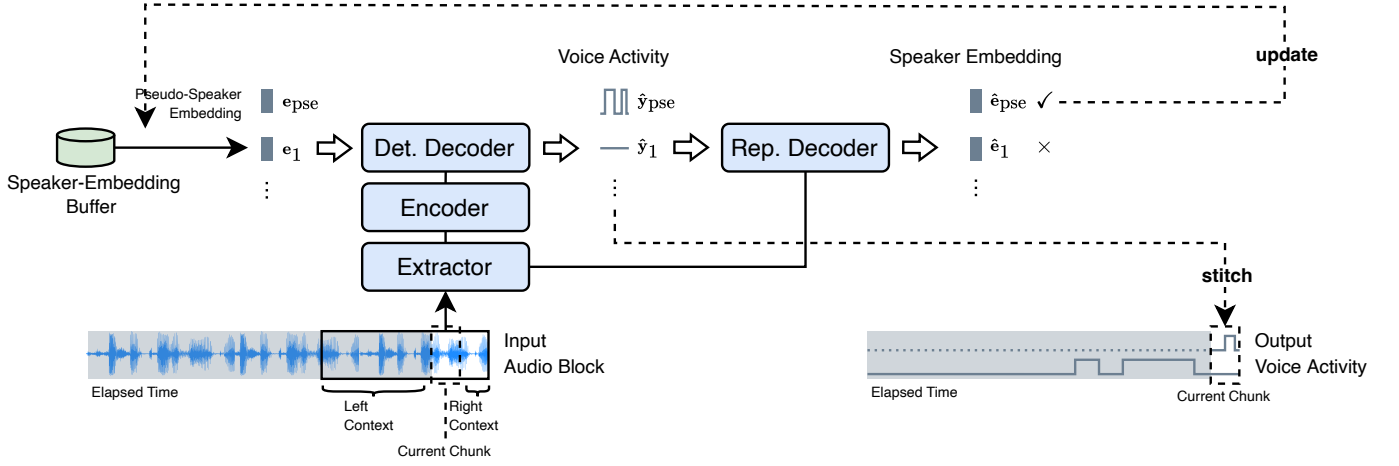 update
Voice Activity
Speaker Embedding
Pseudo-Speaker
Embedding
e_pse
ŷ_pse
ê_pse ✓
e_1
Det. Decoder
ŷ_1
Rep. Decoder
ê_1 ×
⋮
⋮
⋮
Speaker-Embedding
Buffer
Encoder
Extractor
stitch
Input
Audio Block
Output
Voice Activity
Elapsed Time
Left
Context
Right
Context
Current Chunk
Elapsed Time
Current Chunk